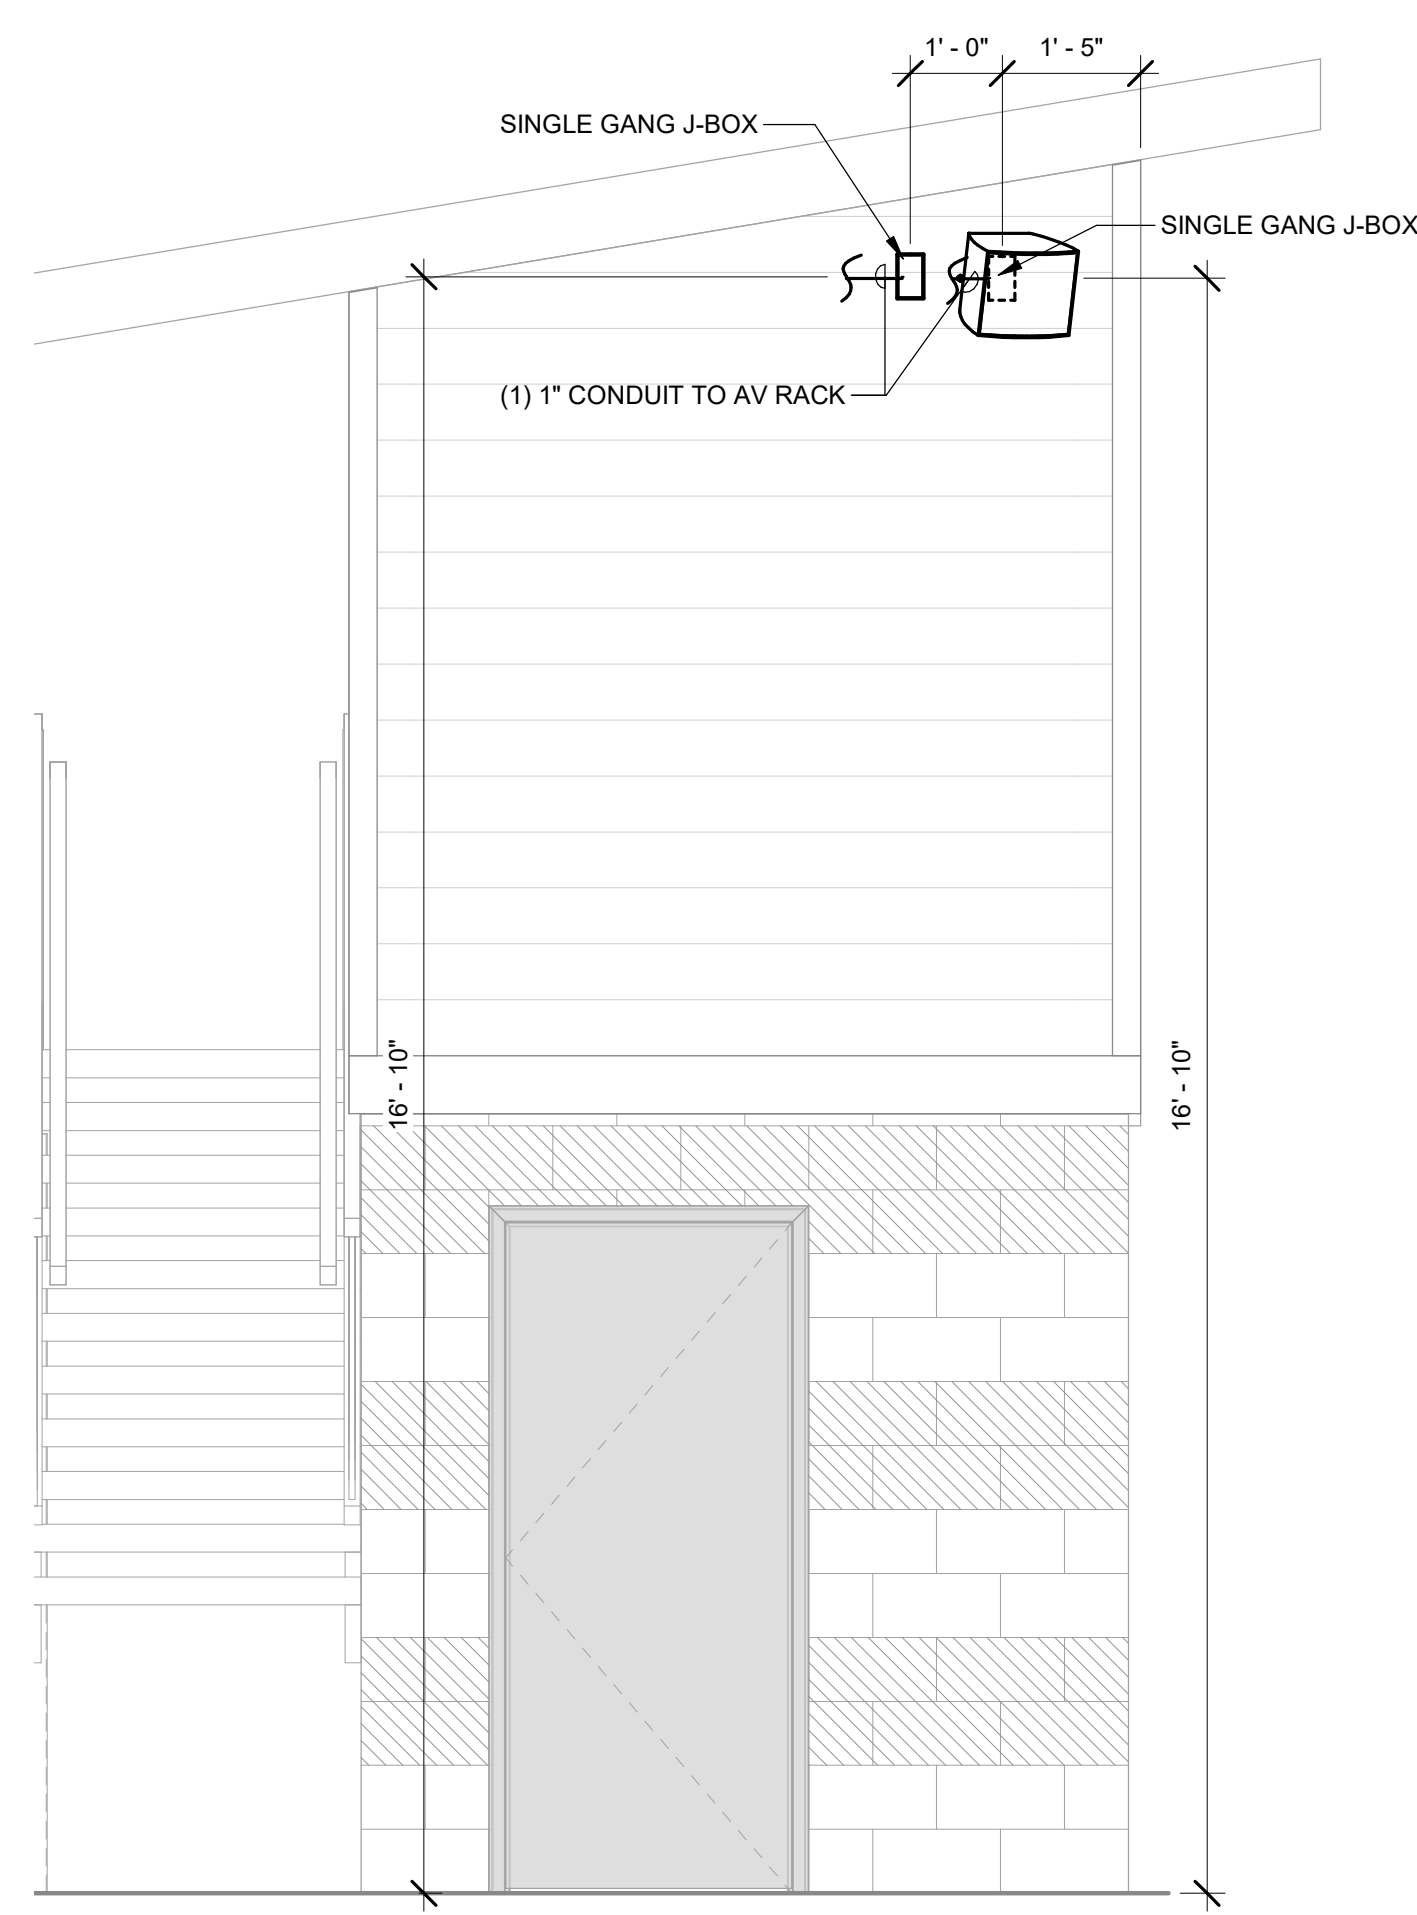 1' - 0"
1' - 5"
SINGLE GANG J-BOX
SINGLE GANG J-BOX
(1) 1" CONDUIT TO AV RACK
16' - 10"
16' - 10"